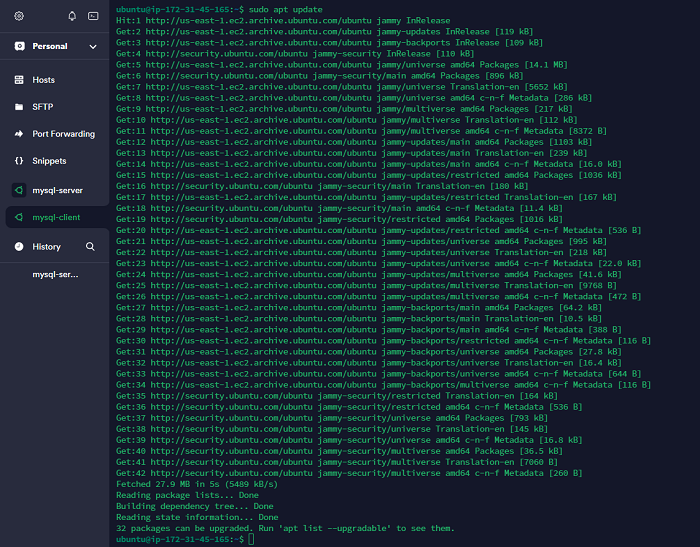 Personal
Hosts
SFTP
Port Forwarding
{} Snippets
mysql-server
mysql-client
History
mysql-ser...
ubuntu@ip-172-31-45-165:~$ sudo apt update
Hit:1 http://us-east-1.ec2.archive.ubuntu.com/ubuntu jammy InRelease
Get:2 http://us-east-1.ec2.archive.ubuntu.com/ubuntu jammy-updates InRelease [119 kB]
Get:3 http://us-east-1.ec2.archive.ubuntu.com/ubuntu jammy-backports InRelease [109 kB]
Get:4 http://security.ubuntu.com/ubuntu jammy-security InRelease [110 kB]
Get:5 http://us-east-1.ec2.archive.ubuntu.com/ubuntu jammy/universe amd64 Packages [14.1 MB]
Get:6 http://security.ubuntu.com/ubuntu jammy-security/main amd64 Packages [896 kB]
Get:7 http://us-east-1.ec2.archive.ubuntu.com/ubuntu jammy/universe Translation-en [5652 kB]
Get:8 http://us-east-1.ec2.archive.ubuntu.com/ubuntu jammy/universe amd64 c-n-f Metadata [286 kB]
Get:9 http://us-east-1.ec2.archive.ubuntu.com/ubuntu jammy/multiverse amd64 Packages [217 kB]
Get:10 http://us-east-1.ec2.archive.ubuntu.com/ubuntu jammy/multiverse Translation-en [112 kB]
Get:11 http://us-east-1.ec2.archive.ubuntu.com/ubuntu jammy/multiverse amd64 c-n-f Metadata [8372 B]
Get:12 http://us-east-1.ec2.archive.ubuntu.com/ubuntu jammy-updates/main amd64 Packages [1103 kB]
Get:13 http://us-east-1.ec2.archive.ubuntu.com/ubuntu jammy-updates/main Translation-en [239 kB]
Get:14 http://us-east-1.ec2.archive.ubuntu.com/ubuntu jammy-updates/main amd64 c-n-f Metadata [16.0 kB]
Get:15 http://us-east-1.ec2.archive.ubuntu.com/ubuntu jammy-updates/restricted amd64 Packages [1036 kB]
Get:16 http://security.ubuntu.com/ubuntu jammy-security/main Translation-en [180 kB]
Get:17 http://us-east-1.ec2.archive.ubuntu.com/ubuntu jammy-updates/restricted Translation-en [167 kB]
Get:18 http://security.ubuntu.com/ubuntu jammy-security/main amd64 c-n-f Metadata [11.4 kB]
Get:19 http://security.ubuntu.com/ubuntu jammy-security/restricted amd64 Packages [1016 kB]
Get:20 http://us-east-1.ec2.archive.ubuntu.com/ubuntu jammy-updates/restricted amd64 c-n-f Metadata [536 B]
Get:21 http://us-east-1.ec2.archive.ubuntu.com/ubuntu jammy-updates/universe amd64 Packages [995 kB]
Get:22 http://us-east-1.ec2.archive.ubuntu.com/ubuntu jammy-updates/universe Translation-en [218 kB]
Get:23 http://us-east-1.ec2.archive.ubuntu.com/ubuntu jammy-updates/universe amd64 c-n-f Metadata [22.0 kB]
Get:24 http://us-east-1.ec2.archive.ubuntu.com/ubuntu jammy-updates/multiverse amd64 Packages [41.6 kB]
Get:25 http://us-east-1.ec2.archive.ubuntu.com/ubuntu jammy-updates/multiverse Translation-en [9768 B]
Get:26 http://us-east-1.ec2.archive.ubuntu.com/ubuntu jammy-updates/multiverse amd64 c-n-f Metadata [472 B]
Get:27 http://us-east-1.ec2.archive.ubuntu.com/ubuntu jammy-backports/main amd64 Packages [64.2 kB]
Get:28 http://us-east-1.ec2.archive.ubuntu.com/ubuntu jammy-backports/main Translation-en [10.5 kB]
Get:29 http://us-east-1.ec2.archive.ubuntu.com/ubuntu jammy-backports/main amd64 c-n-f Metadata [388 B]
Get:30 http://us-east-1.ec2.archive.ubuntu.com/ubuntu jammy-backports/restricted amd64 c-n-f Metadata [116 B]
Get:31 http://us-east-1.ec2.archive.ubuntu.com/ubuntu jammy-backports/universe amd64 Packages [27.8 kB]
Get:32 http://us-east-1.ec2.archive.ubuntu.com/ubuntu jammy-backports/universe Translation-en [16.4 kB]
Get:33 http://us-east-1.ec2.archive.ubuntu.com/ubuntu jammy-backports/universe amd64 c-n-f Metadata [644 B]
Get:34 http://us-east-1.ec2.archive.ubuntu.com/ubuntu jammy-backports/multiverse amd64 c-n-f Metadata [116 B]
Get:35 http://security.ubuntu.com/ubuntu jammy-security/restricted Translation-en [164 kB]
Get:36 http://security.ubuntu.com/ubuntu jammy-security/restricted amd64 c-n-f Metadata [536 B]
Get:37 http://security.ubuntu.com/ubuntu jammy-security/universe amd64 Packages [793 kB]
Get:38 http://security.ubuntu.com/ubuntu jammy-security/universe Translation-en [145 kB]
Get:39 http://security.ubuntu.com/ubuntu jammy-security/universe amd64 c-n-f Metadata [16.8 kB]
Get:40 http://security.ubuntu.com/ubuntu jammy-security/multiverse amd64 Packages [36.5 kB]
Get:41 http://security.ubuntu.com/ubuntu jammy-security/multiverse Translation-en [7060 B]
Get:42 http://security.ubuntu.com/ubuntu jammy-security/multiverse amd64 c-n-f Metadata [260 B]
Fetched 27.9 MB in 5s (5489 kB/s)
Reading package lists... Done
Building dependency tree... Done
Reading state information... Done
32 packages can be upgraded. Run 'apt list --upgradable' to see them.
ubuntu@ip-172-31-45-165:~$